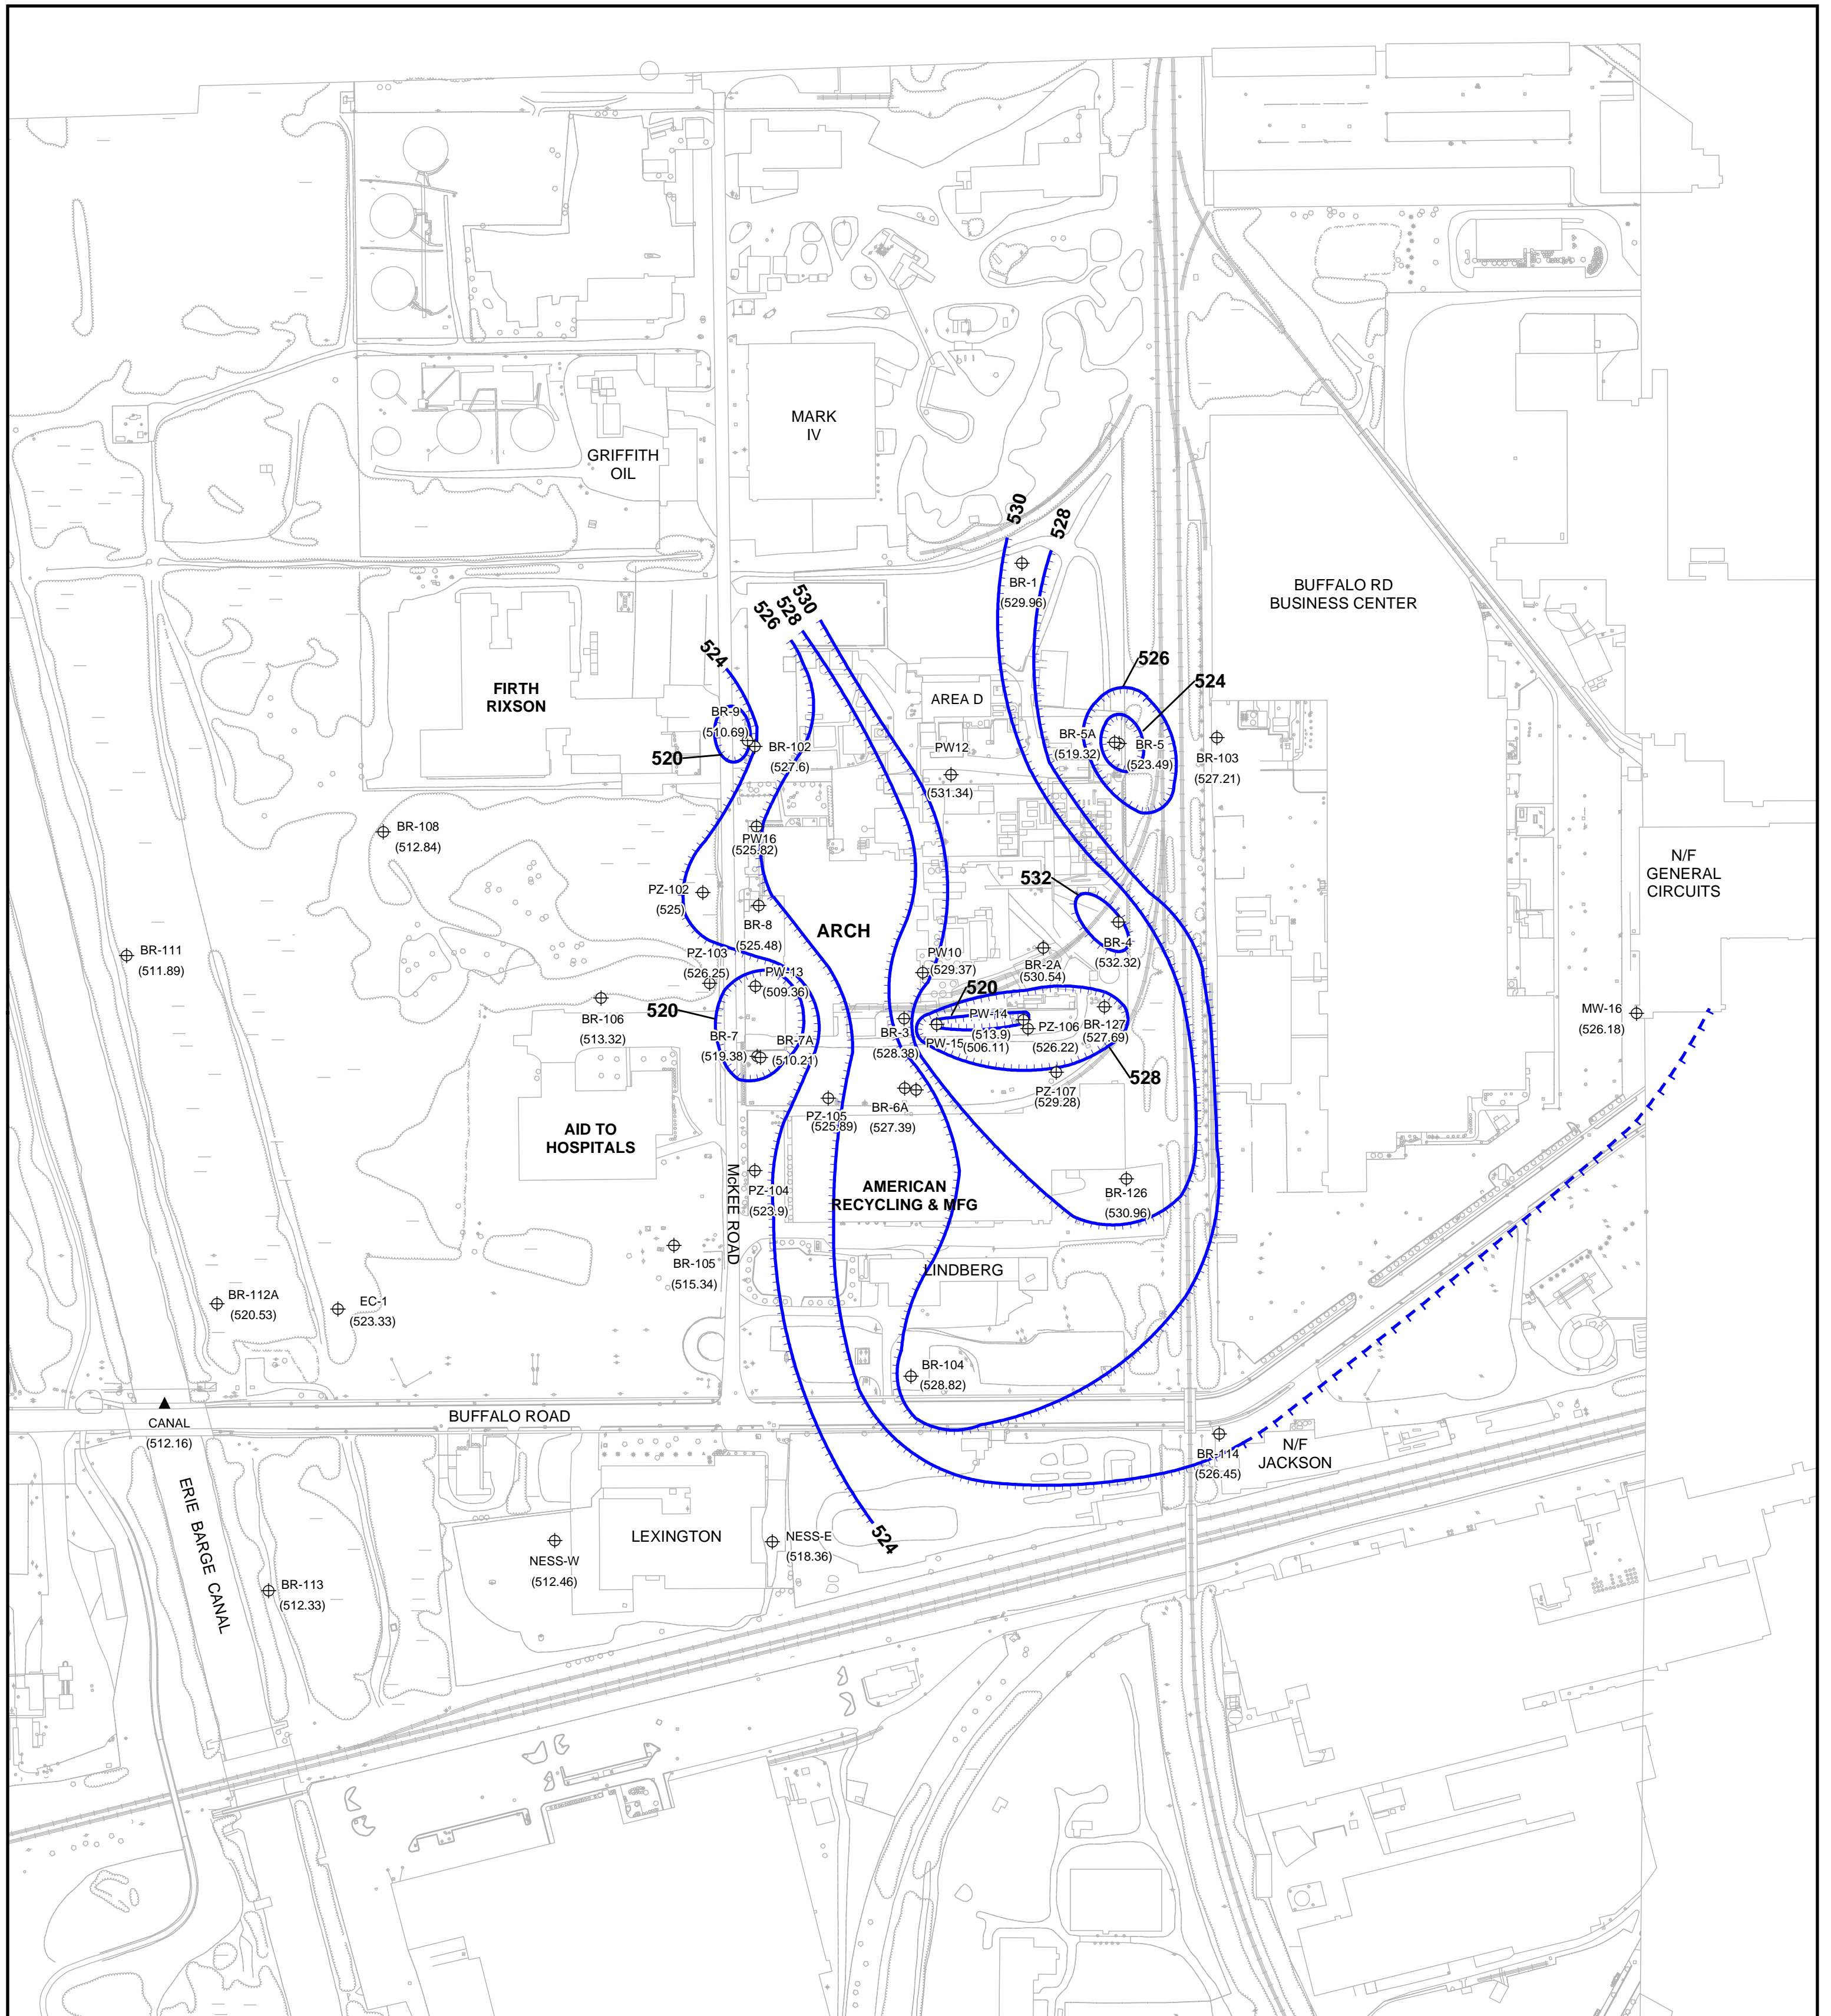 MARK
IV
GRIFFITH
OIL
530
528
BR-1
(529.96)
BUFFALO RD
BUSINESS CENTER
530
528
526
524
526
524
FIRTH
RIXSON
AREA D
BR-9
(510.69)
520
BR-102
(527.6)
PW12
(531.34)
BR-5A
(519.32)
BR-5
(523.49)
BR-103
(527.21)
BR-108
(512.84)
PW16
(525.82)
N/F
GENERAL
CIRCUITS
532
PZ-102
(525)
BR-8
(525.48)
ARCH
BR-4
(532.32)
BR-111
(511.89)
PZ-103
(526.25)
PW-13
(509.36)
PW10
(529.37)
BR-2A
(530.54)
520
520
BR-106
(513.32)
BR-7
(519.38)
BR-7A
(510.21)
BR-3
(528.38)
PW-14
(513.9)
PW-15
(506.11)
PZ-106
(526.22)
BR-127
(527.69)
MW-16
(526.18)
528
PZ-107
(529.28)
PZ-105
(525.89)
BR-6A
(527.39)
AID TO
HOSPITALS
McKEE ROAD
PZ-104
(523.9)
AMERICAN
RECYCLING & MFG
BR-126
(530.96)
BR-105
(515.34)
LINDBERG
BR-112A
(520.53)
EC-1
(523.33)
BR-104
(528.82)
CANAL
(512.16)
BUFFALO ROAD
BR-114
(526.45)
N/F
JACKSON
ERIE BARGE CANAL
LEXINGTON
NESS-W
(512.46)
NESS-E
(518.36)
524
BR-113
(512.33)